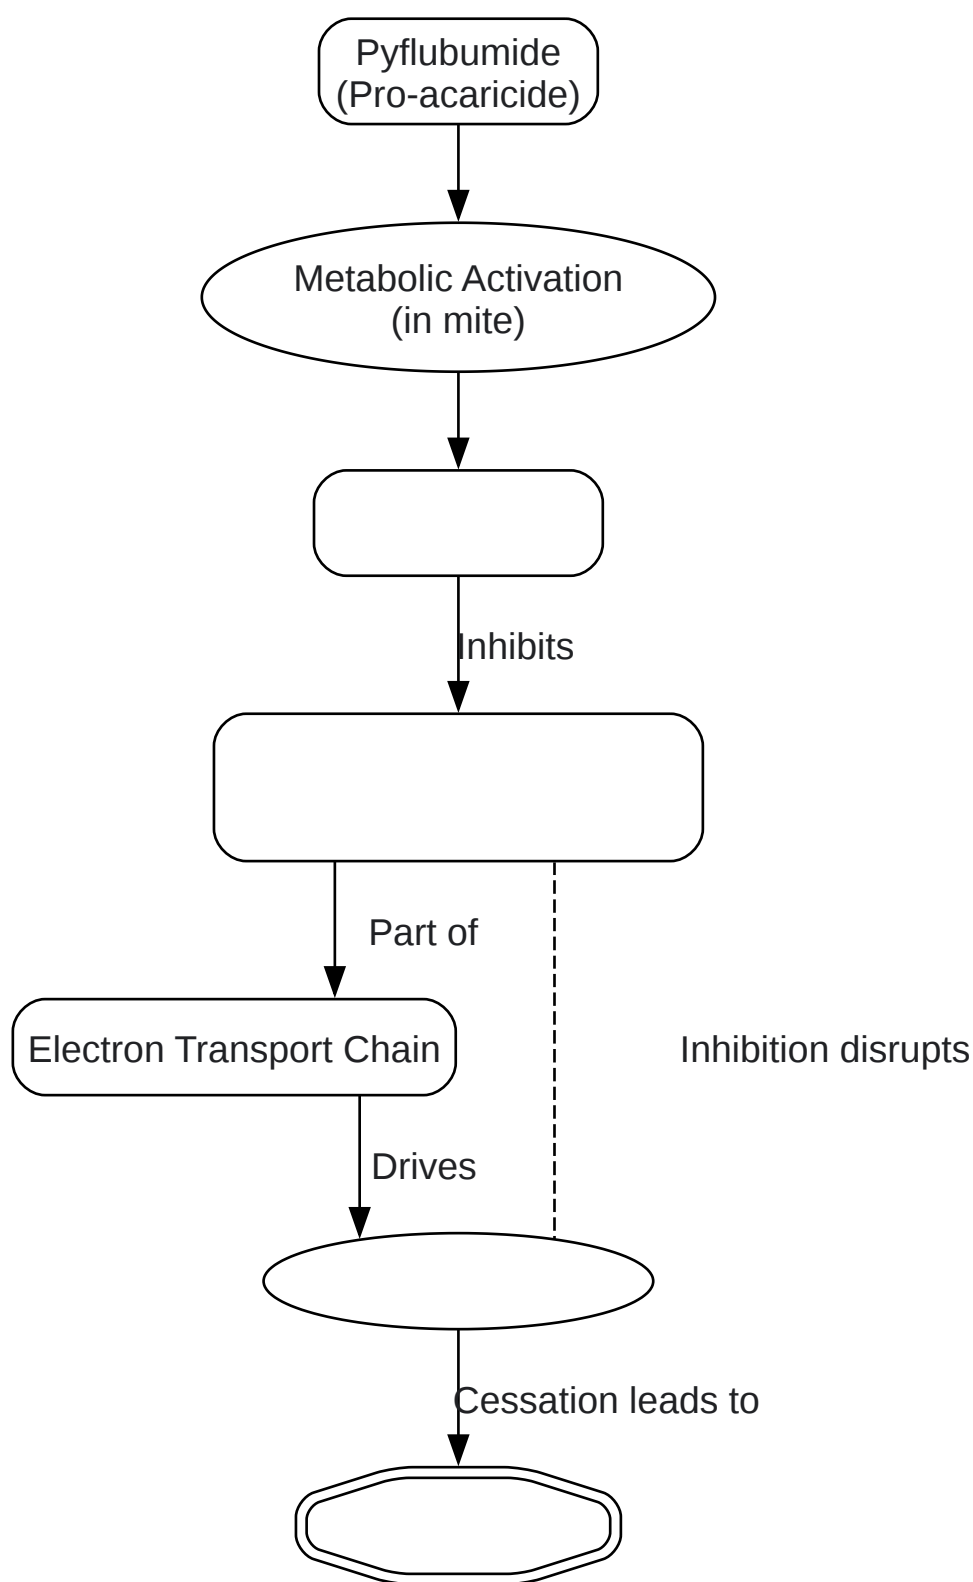 Pyflubumide
(Pro-acaricide)
Metabolic Activation
(in mite)
Inhibits
Part of
Electron Transport Chain
Inhibition disrupts
Drives
Cessation leads to